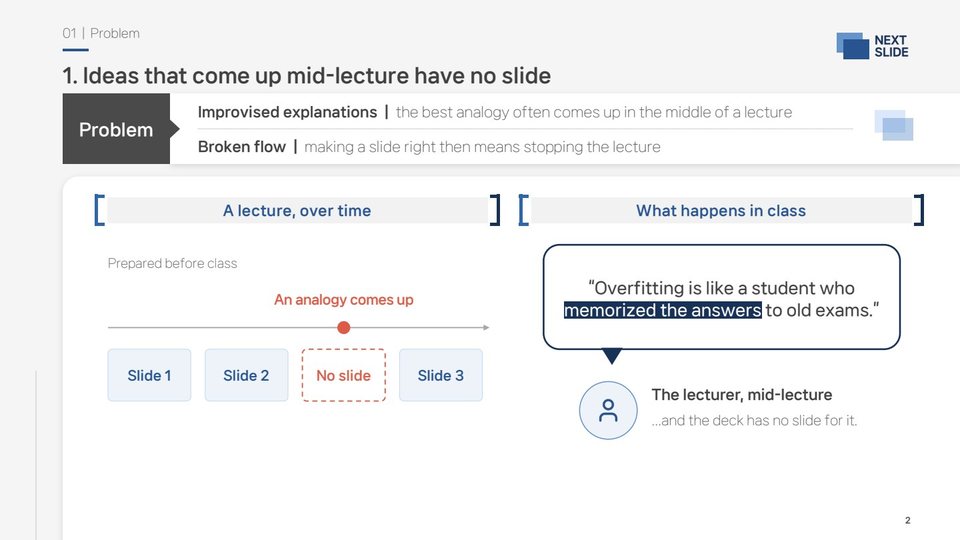 01 | Problem
NEXT
SLIDE
1. Ideas that come up mid-lecture have no slide
Problem
Improvised explanations | the best analogy often comes up in the middle of a lecture
Broken flow | making a slide right then means stopping the lecture
A lecture, over time
Prepared before class
An analogy comes up
Slide 1
Slide 2
No slide
Slide 3
What happens in class
"Overfitting is like a student who
memorized the answers to old exams."
The lecturer, mid-lecture
...and the deck has no slide for it.
2